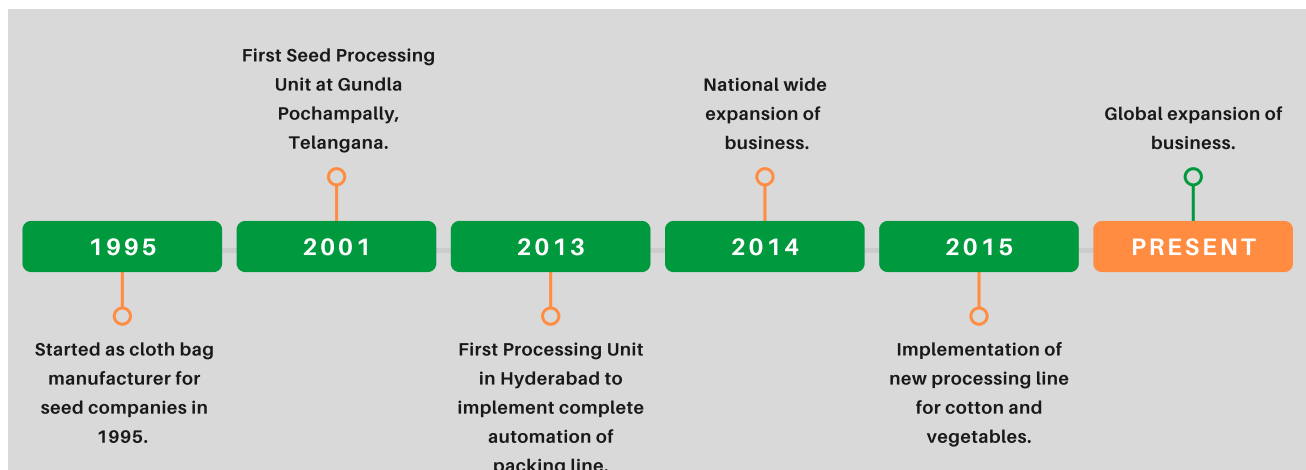 First Seed Processing
Unit at Gundla
Pochampally,
Telangana.
National wide
expansion of
business.
Global expansion of
business.
1995
2001
2013
2014
2015
PRESENT
Started as cloth bag
manufacturer for
seed companies in
1995.
First Processing Unit
in Hyderabad to
implement complete
automation of
packing line.
Implementation of
new processing line
for cotton and
vegetables.